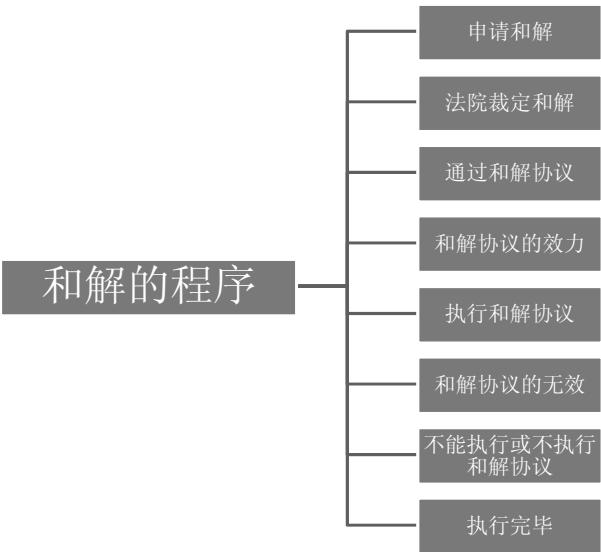 申请和解
法院裁定和解
通过和解协议
和解协议的效力
和解的程序
执行和解协议
和解协议的无效
不能执行或不执行
和解协议
执行完毕